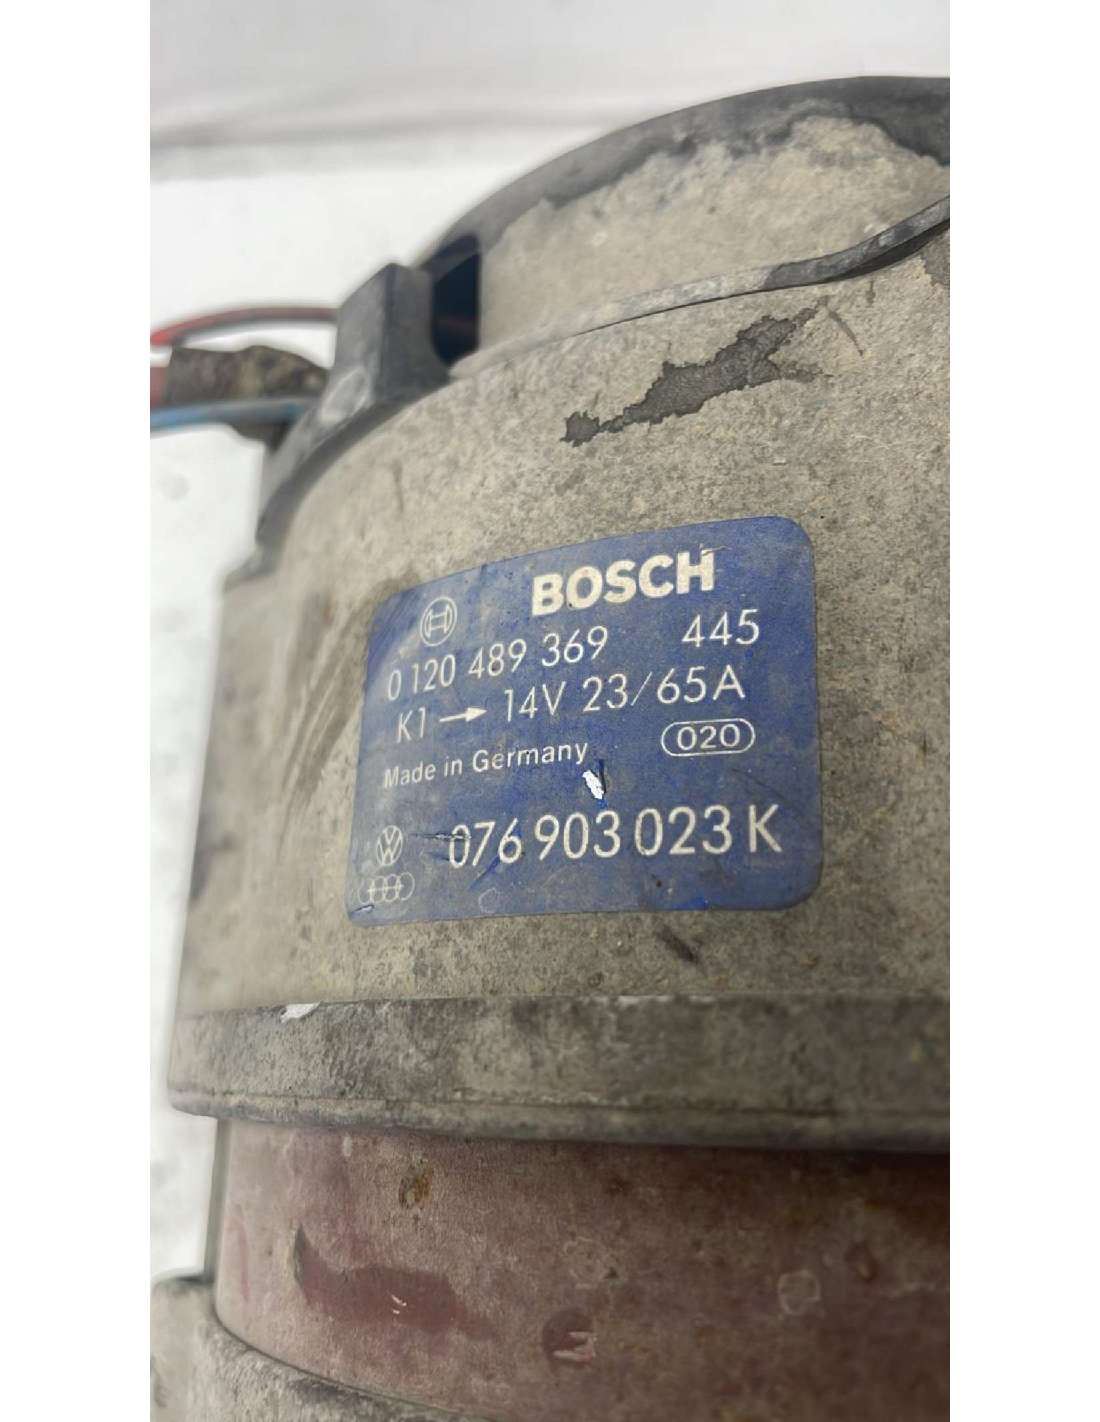 BOSCH
0 120 489 369 445
K1 → 14V 23/65A
Made in Germany 020
076 903 023 K